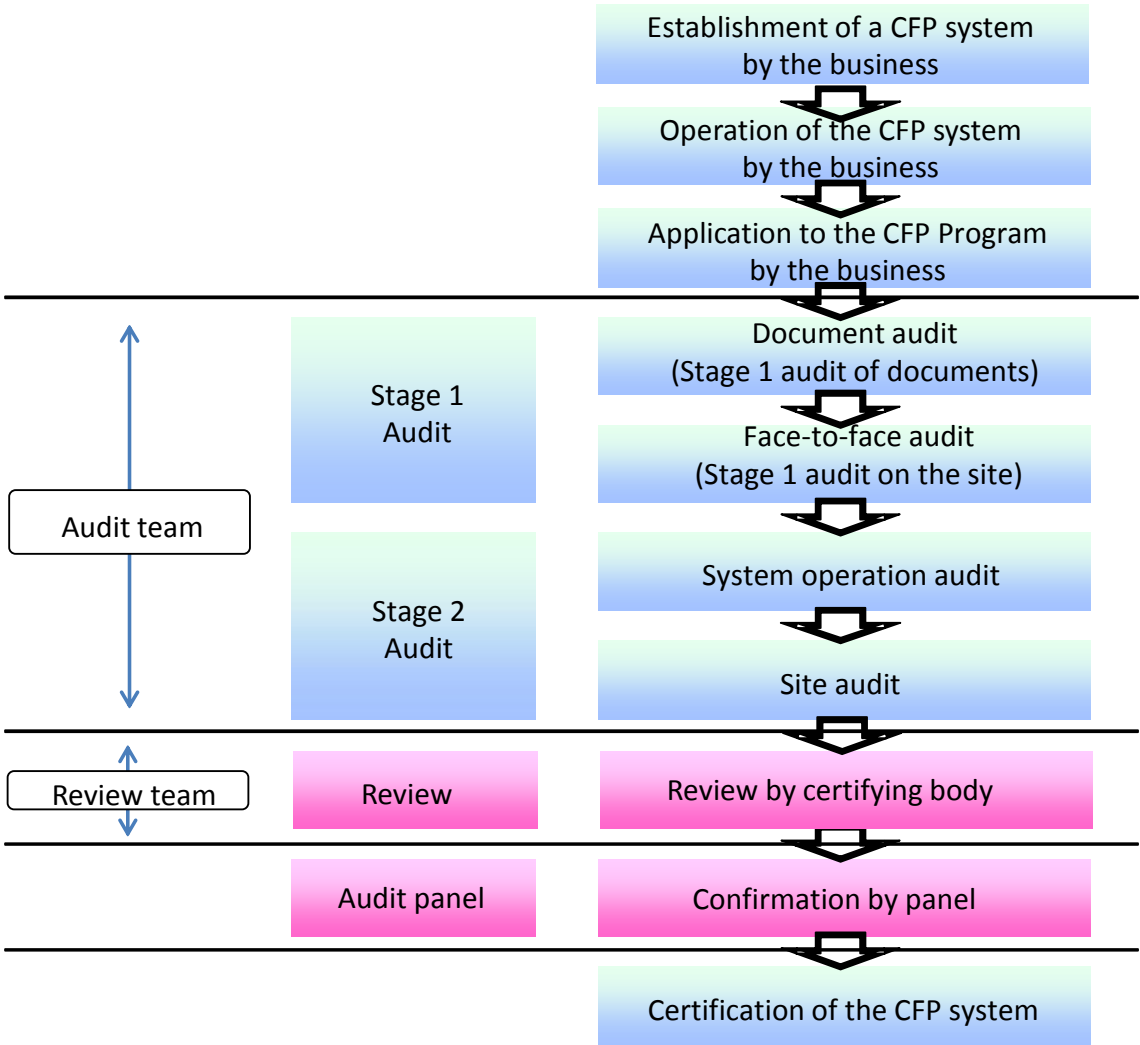 Establishment of a CFP system
by the business
Operation of the CFP system
by the business
Application to the CFP Program
by the business
Audit team
Stage 1
Audit
Document audit
(Stage 1 audit of documents)
Face-to-face audit
(Stage 1 audit on the site)
Stage 2
Audit
System operation audit
Site audit
Review team
Review
Review by certifying body
Audit panel
Confirmation by panel
Certification of the CFP system